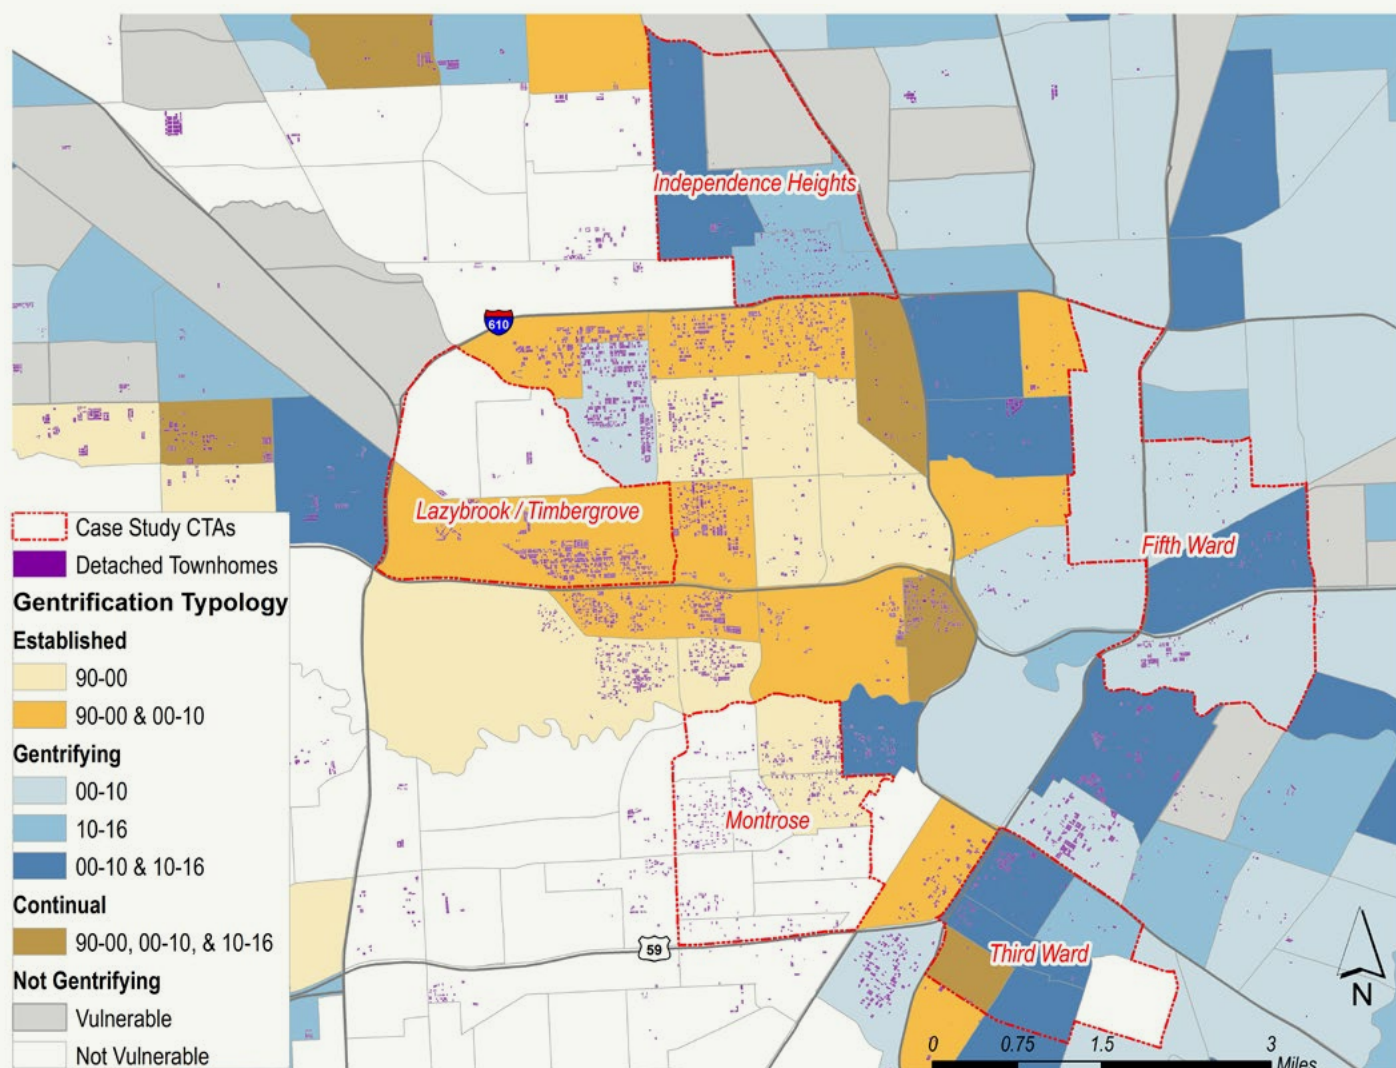 Independence Heights
610
Lazybrook / Timbergrove
Fifth Ward
Montrose
59
Third Ward
Case Study CTAs
Detached Townhomes
Gentrification Typology
Established
90-00
90-00 & 00-10
Gentrifying
00-10
10-16
00-10 & 10-16
Continual
90-00, 00-10, & 10-16
Not Gentrifying
Vulnerable
Not Vulnerable
N
0 0.75 1.5 3
Miles